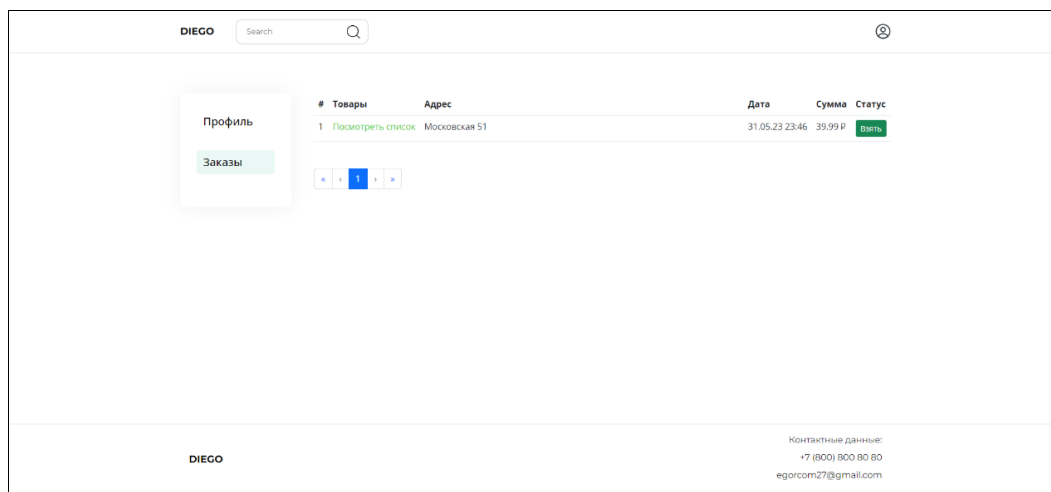 DIEGO Search
Профиль
Заказы
# Товары Адрес Дата Сумма Статус
1 Посмотреть список Московская 51 31.05.23 23:46 39.99 ₽ Взять
« ‹ 1 › »
DIEGO
Контактные данные:
+7 (800) 800 80 80
egorcom27@gmail.com